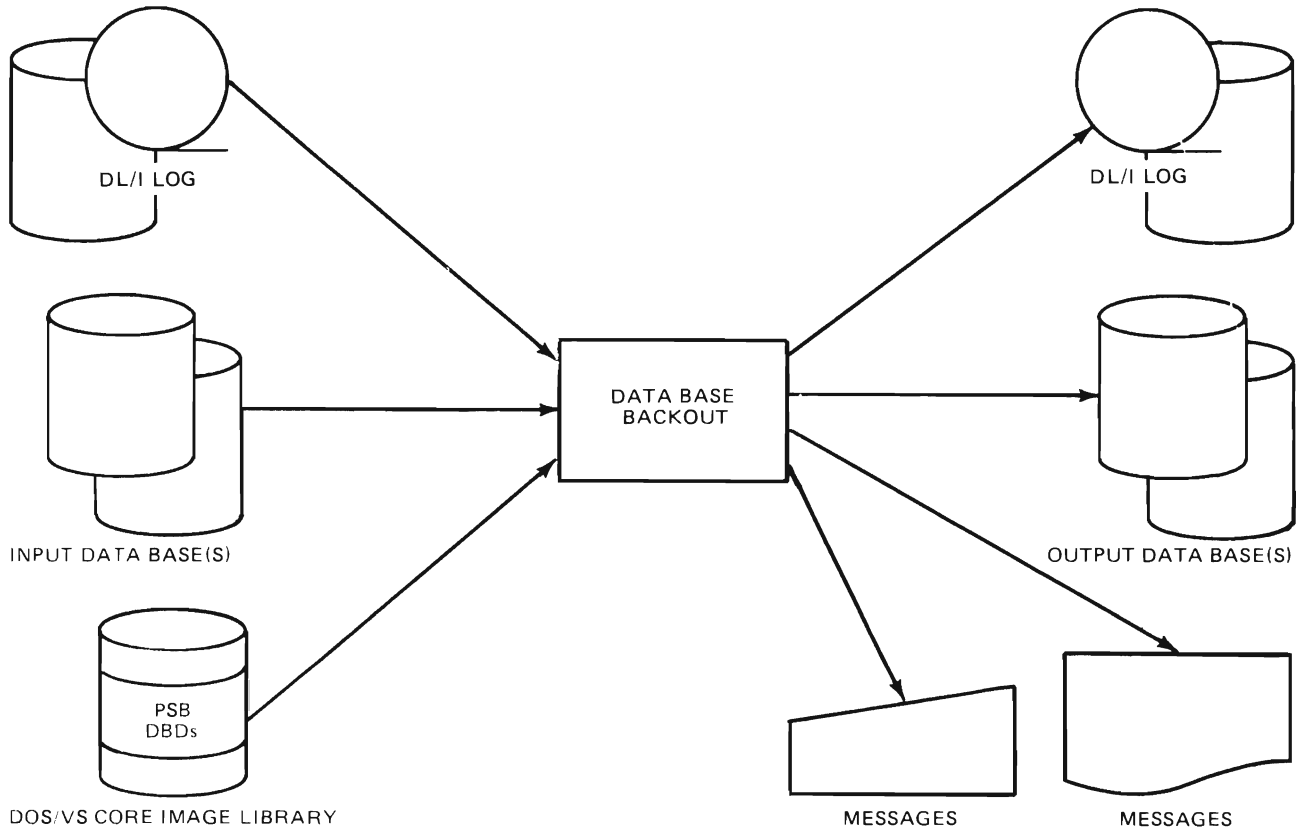 DL/I LOG
DL/I LOG
DATA BASE
BACKOUT
INPUT DATA BASE(S)
OUTPUT DATA BASE(S)
PSB
DBDs
DOS/VS CORE IMAGE LIBRARY
MESSAGES
MESSAGES